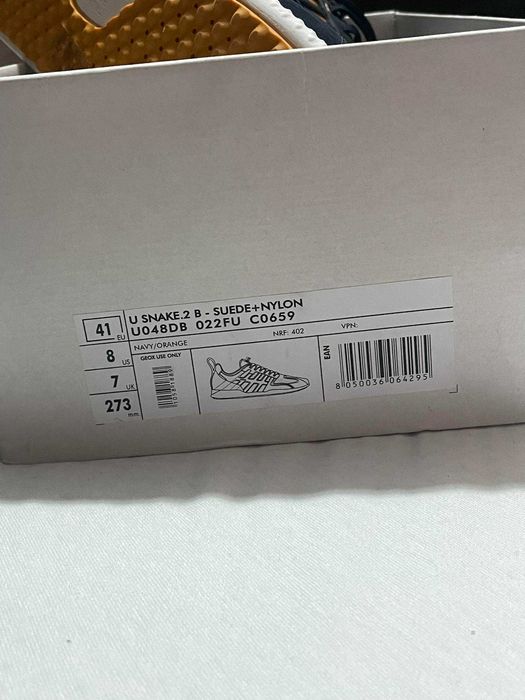 41 EU
8 US
7 UK
273 mm
U SNAKE.2 B - SUEDE+NYLON
U048DB 022FU C0659
NAVY/ORANGE
NRF: 402
VPN:
GEOX USE ONLY
EAN
8 050036 064295